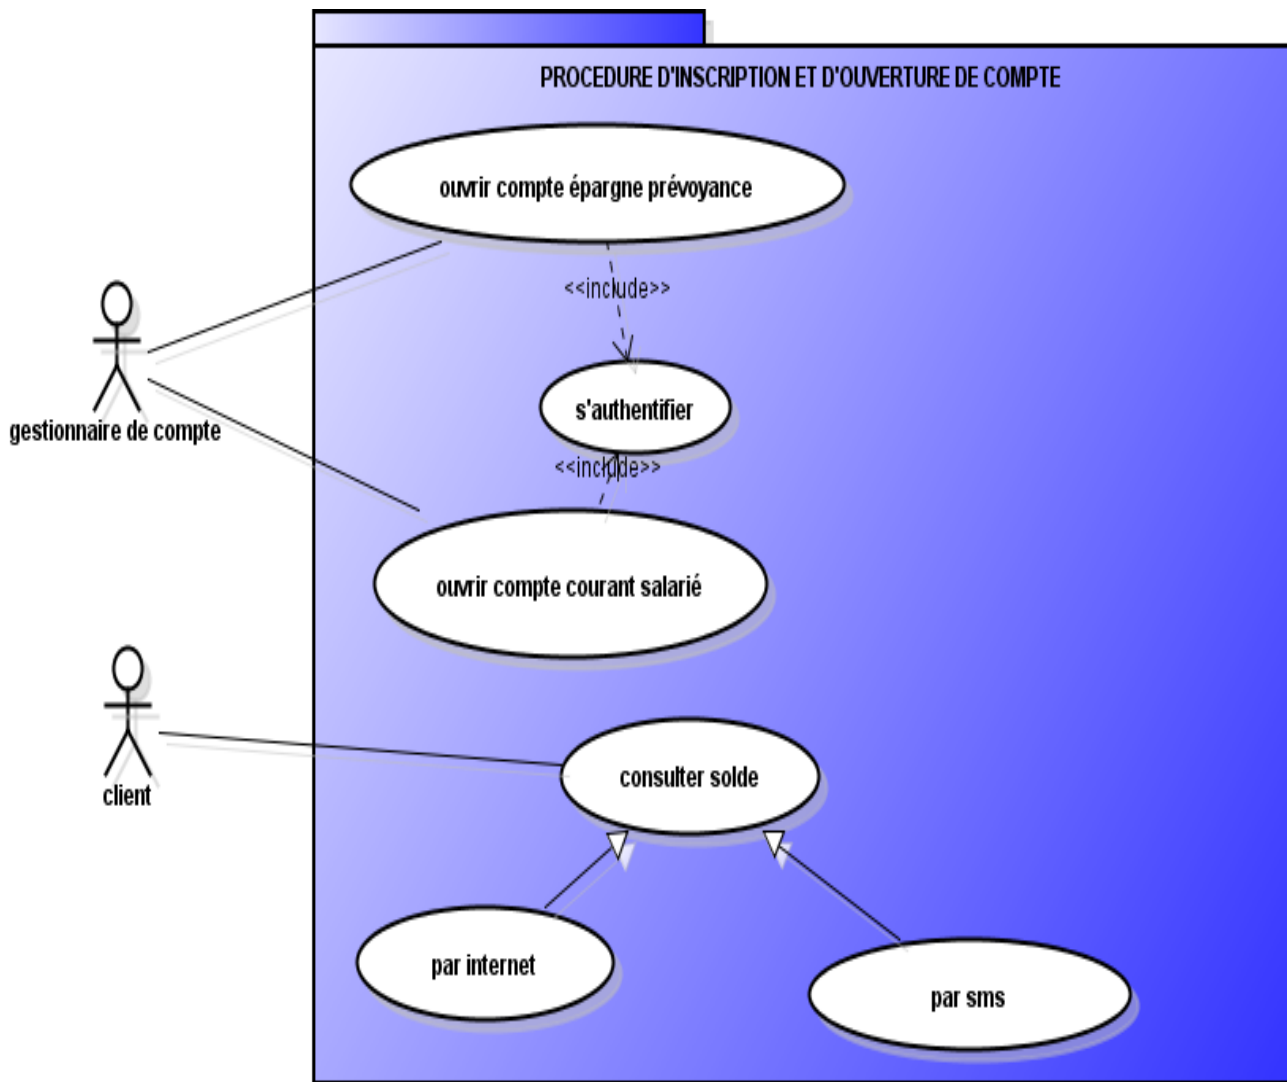 PROCEDURE D'INSCRIPTION ET D'OUVERTURE DE COMPTE
ouvrir compte épargne prévoyance
<<include>>
s'authentifier
gestionnaire de compte
<<include>>
ouvrir compte courant salarié
consulter solde
client
par internet
par sms